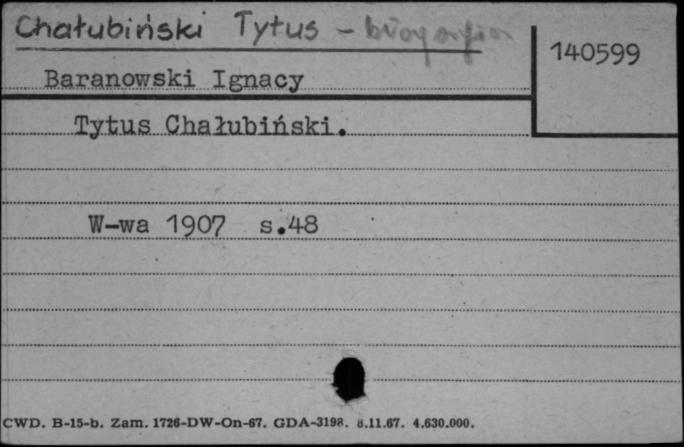 Chałubiński Tytus - biografia
140599
Baranowski Ignacy
Tytus Chałubiński.
W-wa 1907 s.48
CWD. B-15-b. Zam. 1726-DW-On-67. GDA-3198. 8.11.67. 4.630.000.